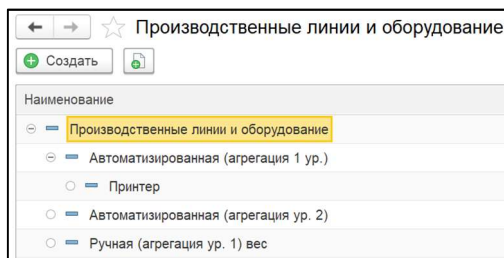 Производственные линии и оборудование
Создать
Наименование
Производственные линии и оборудование
Автоматизированная (агрегация 1 ур.)
Принтер
Автоматизированная (агрегация ур. 2)
Ручная (агрегация ур. 1) вес